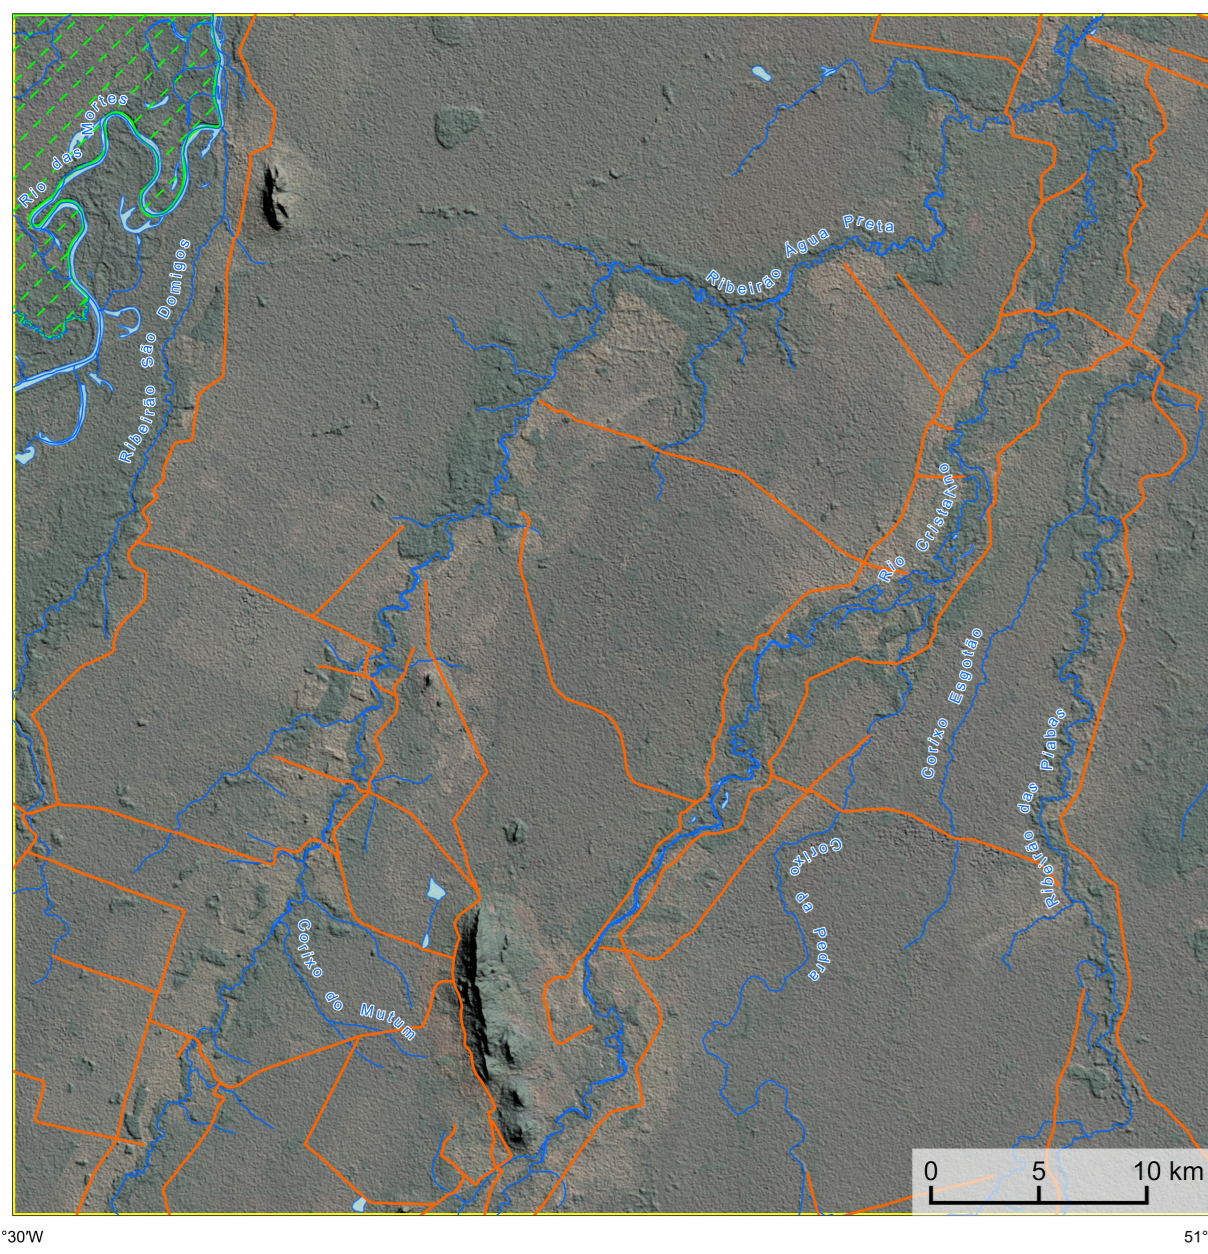 Rio das Mortes
Ribeirão são Domigos
Ribeirão Água Preta
Rio Cristalino
Corixo Esgotão
Ribeirão das Piabas
Corixo da Pedra
Corixo do Mutum
0 5 10 km
°30'W
51°